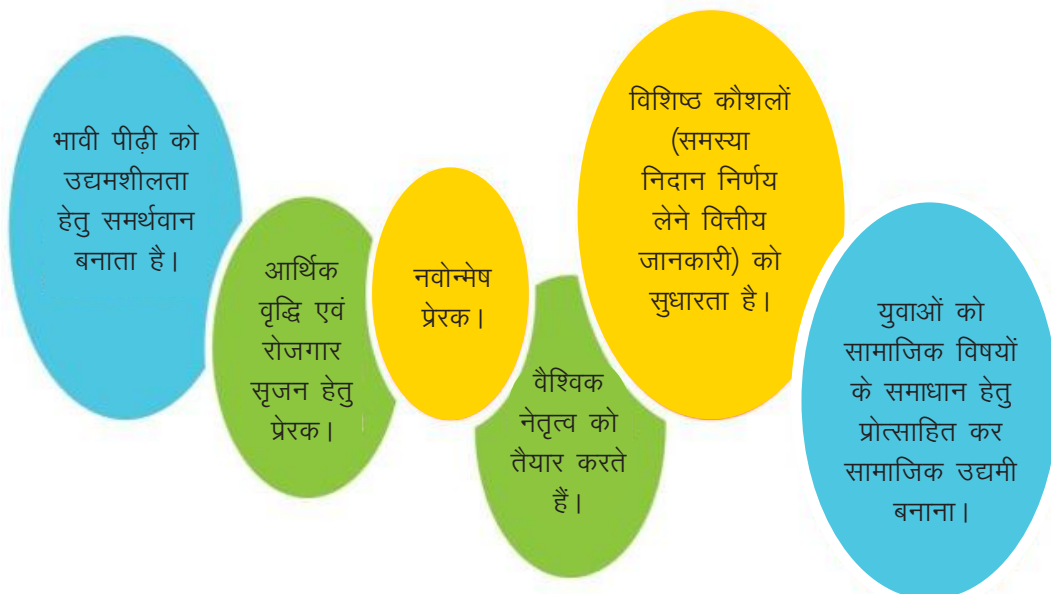 भावी पीढ़ी को
उद्यमशीलता
हेतु समर्थवान
बनाता है।
आर्थिक
वृद्धि एवं
रोजगार
सृजन हेतु
प्रेरक।
नवोन्मेष
प्रेरक।
वैश्विक
नेतृत्व को
तैयार करते
हैं।
विशिष्ठ कौशलों
(समस्या
निदान निर्णय
लेने वित्तीय
जानकारी) को
सुधारता है।
युवाओं को
सामाजिक विषयों
के समाधान हेतु
प्रोत्साहित कर
सामाजिक उद्यमी
बनाना।